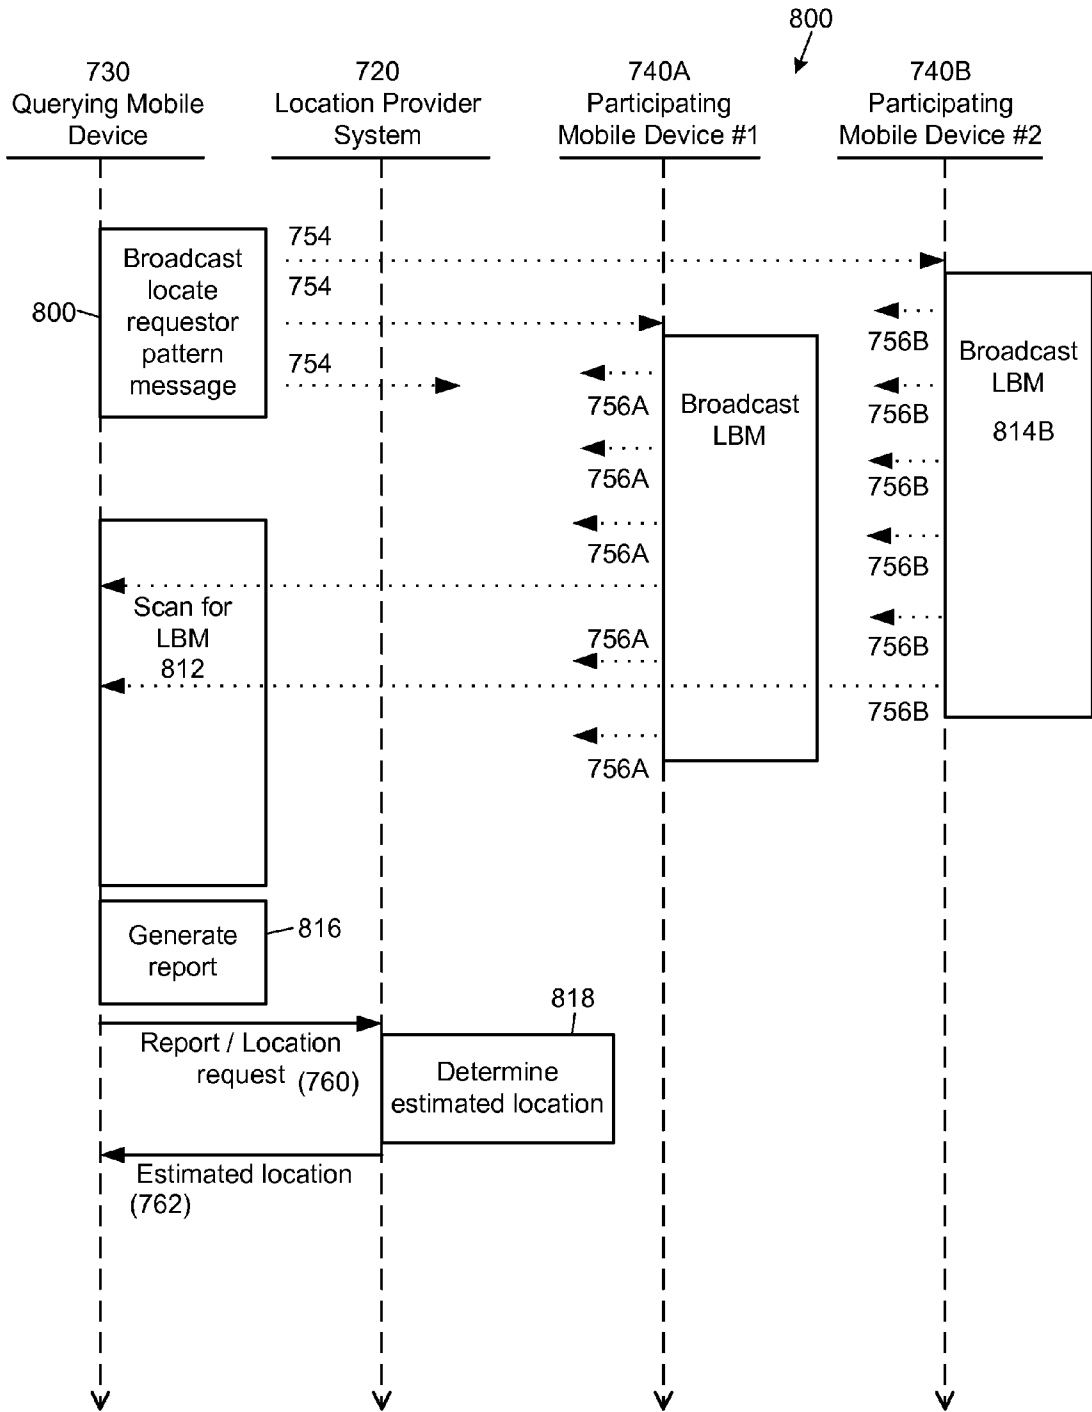 800
730
Querying Mobile
Device
720
Location Provider
System
740A
Participating
Mobile Device #1
740B
Participating
Mobile Device #2
800
Broadcast
locate
requestor
pattern
message
754
754
754
756A
756A
756A
756A
756A
Broadcast
LBM
756B
756B
756B
756B
756B
756B
Broadcast
LBM
814B
Scan for
LBM
812
Generate
report
816
Report / Location
request (760)
818
Determine
estimated location
Estimated location
(762)